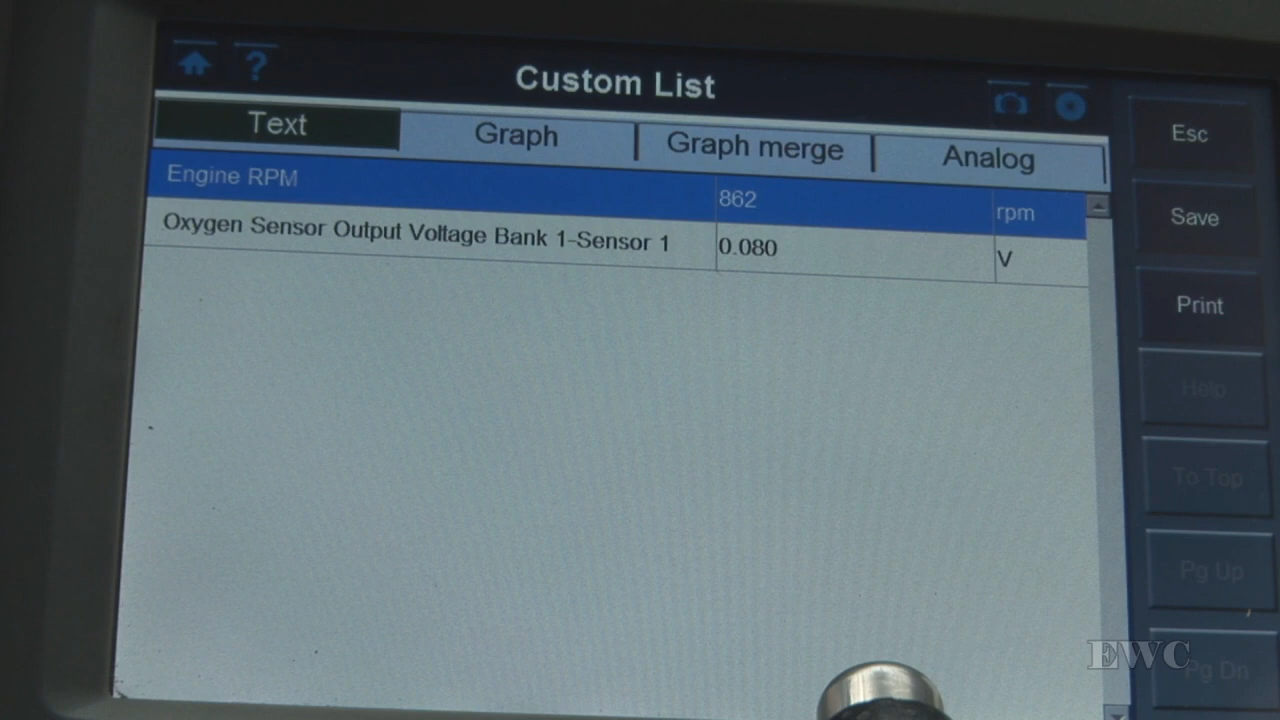 ?
Custom List
Text
Graph
Graph merge
Analog
Engine RPM 862 rpm
Oxygen Sensor Output Voltage Bank 1-Sensor 1 0.080 V
Esc
Save
Print
Help
To Top
Pg Up
Pg Dn
EWC